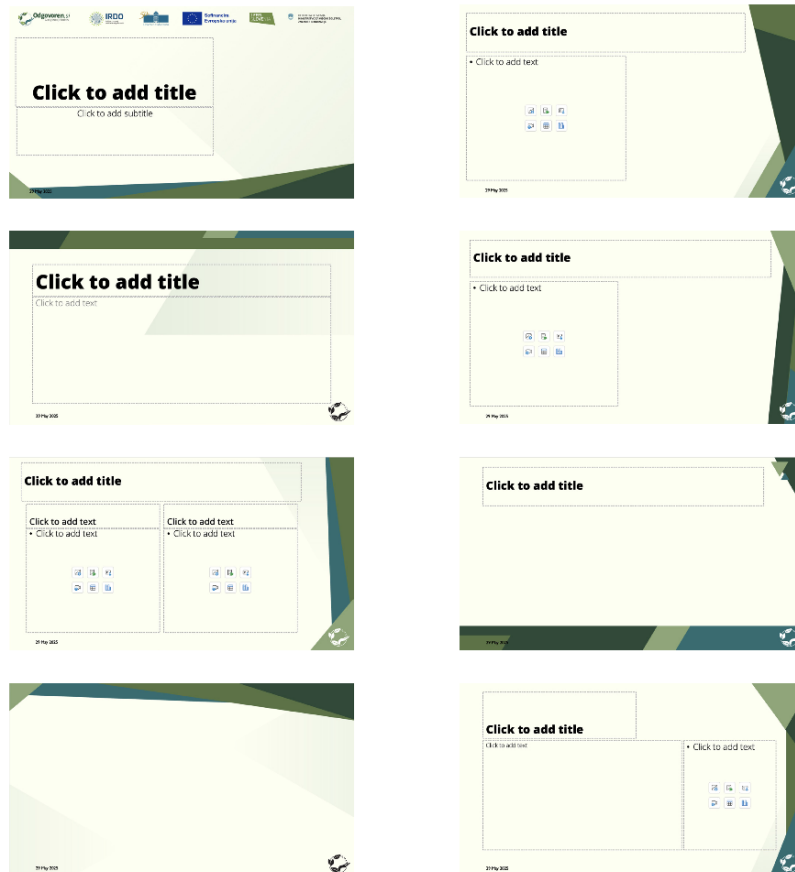 Odgovoren.si
IRDO
Sofinancira
Evropska unija
Click to add title
Click to add subtitle
Click to add title
• Click to add text
29 May 2025
Click to add title
Click to add text
29 May 2025
Click to add title
• Click to add text
29 May 2025
Click to add title
Click to add text
Click to add text
• Click to add text
• Click to add text
29 May 2025
Click to add title
29 May 2025
29 May 2025
Click to add title
Click to add text
• Click to add text
29 May 2025